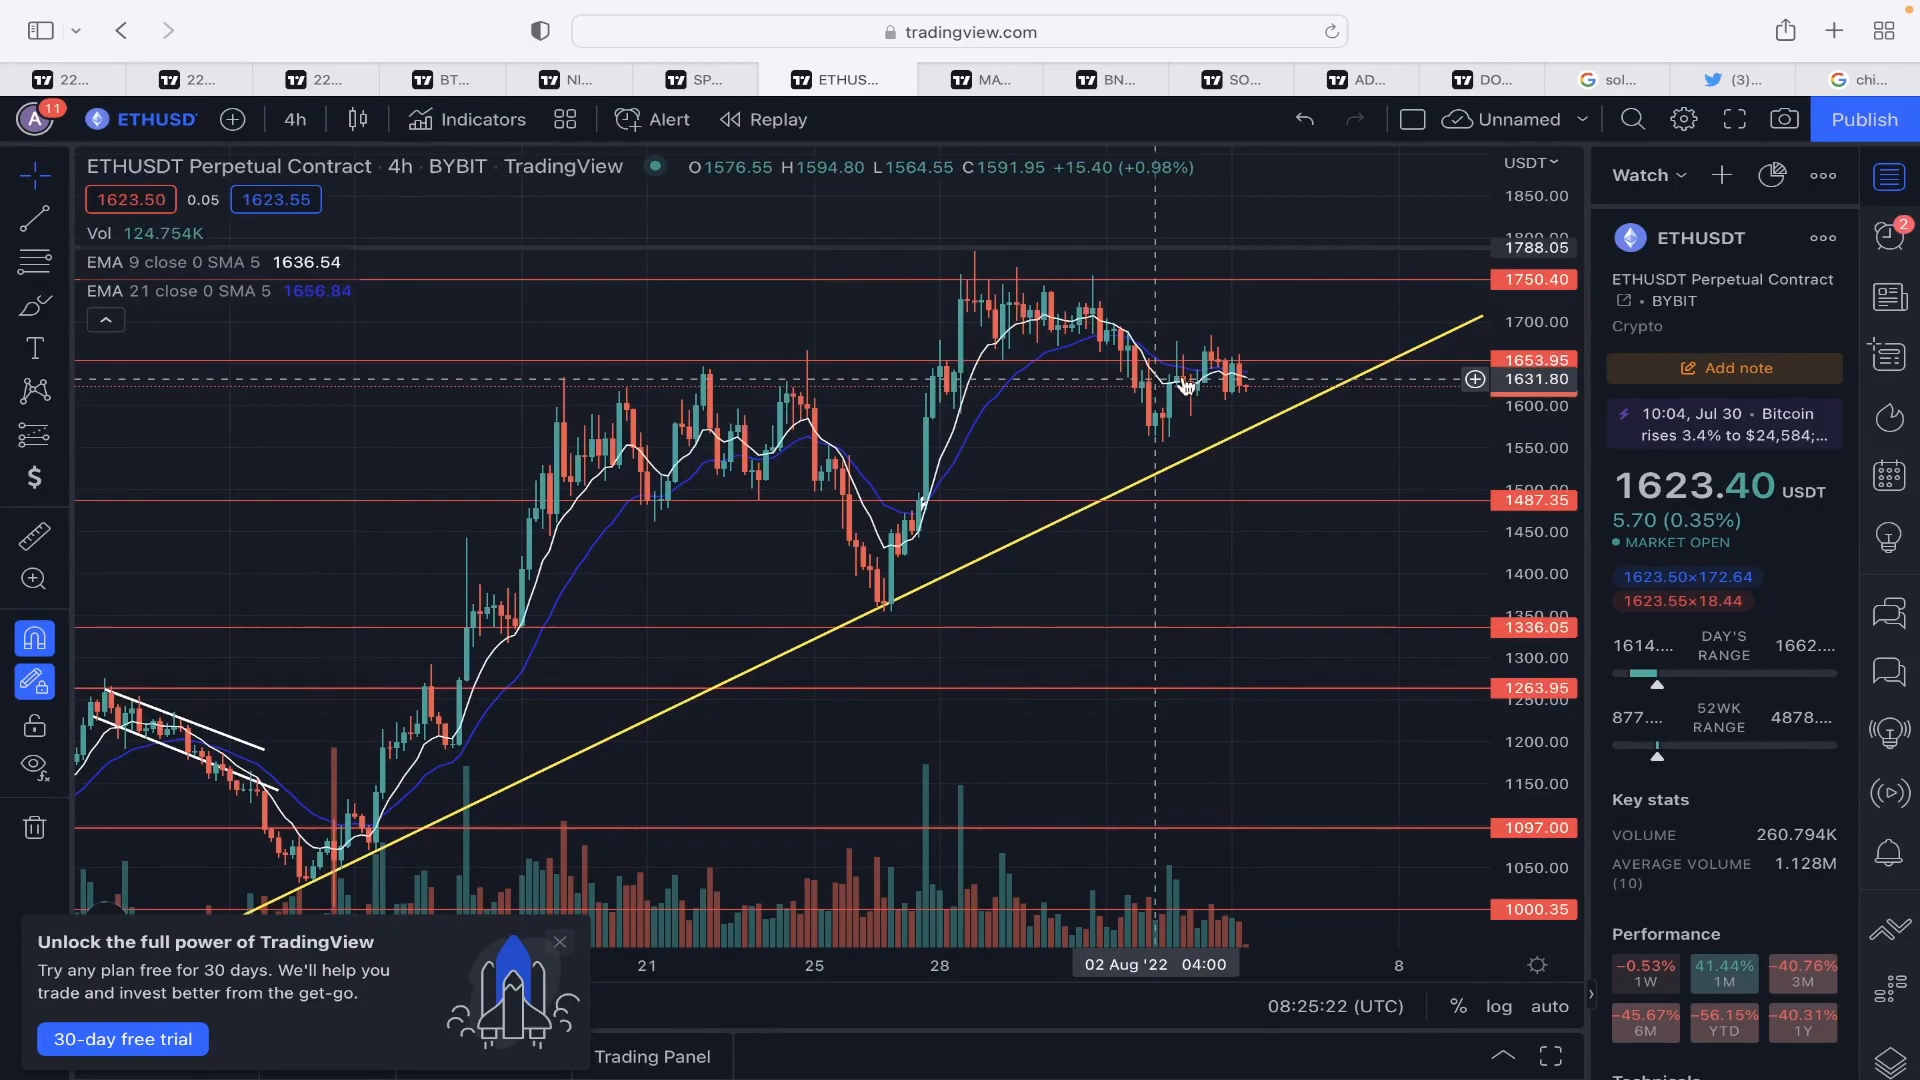 tradingview.com
22...
22...
22...
BT...
NI...
SP...
ETHUS...
MA...
BN...
SO...
AD...
DO...
sol...
(3)...
chi...
A
11
ETHUSD
4h
Indicators
Alert
Replay
Unnamed
Publish
ETHUSDT Perpetual Contract · 4h · BYBIT · TradingView
O1576.55 H1594.80 L1564.55 C1591.95 +15.40 (+0.98%)
1623.50
0.05
1623.55
Vol 124.754K
EMA 9 close 0 SMA 5 1636.54
EMA 21 close 0 SMA 5 1656.84
USDT
1850.00
1788.05
1750.40
1700.00
1653.95
1631.80
1600.00
1550.00
1487.35
1450.00
1400.00
1350.00
1336.05
1300.00
1263.95
1250.00
1200.00
1150.00
1097.00
1050.00
1000.35
21
25
28
02 Aug '22 04:00
8
08:25:22 (UTC)
%
log
auto
Trading Panel
Unlock the full power of TradingView
Try any plan free for 30 days. We'll help you
trade and invest better from the get-go.
30-day free trial
Watch
ETHUSDT
ETHUSDT Perpetual Contract
• BYBIT
Crypto
Add note
10:04, Jul 30 • Bitcoin
rises 3.4% to $24,584;...
1623.40 USDT
5.70 (0.35%)
MARKET OPEN
1623.50×172.64
1623.55×18.44
1614.... DAY'S RANGE 1662....
877.... 52WK RANGE 4878....
Key stats
VOLUME 260.794K
AVERAGE VOLUME (10) 1.128M
Performance
−0.53% 1W
41.44% 1M
−40.76% 3M
−45.67% 6M
−56.15% YTD
−40.31% 1Y
2